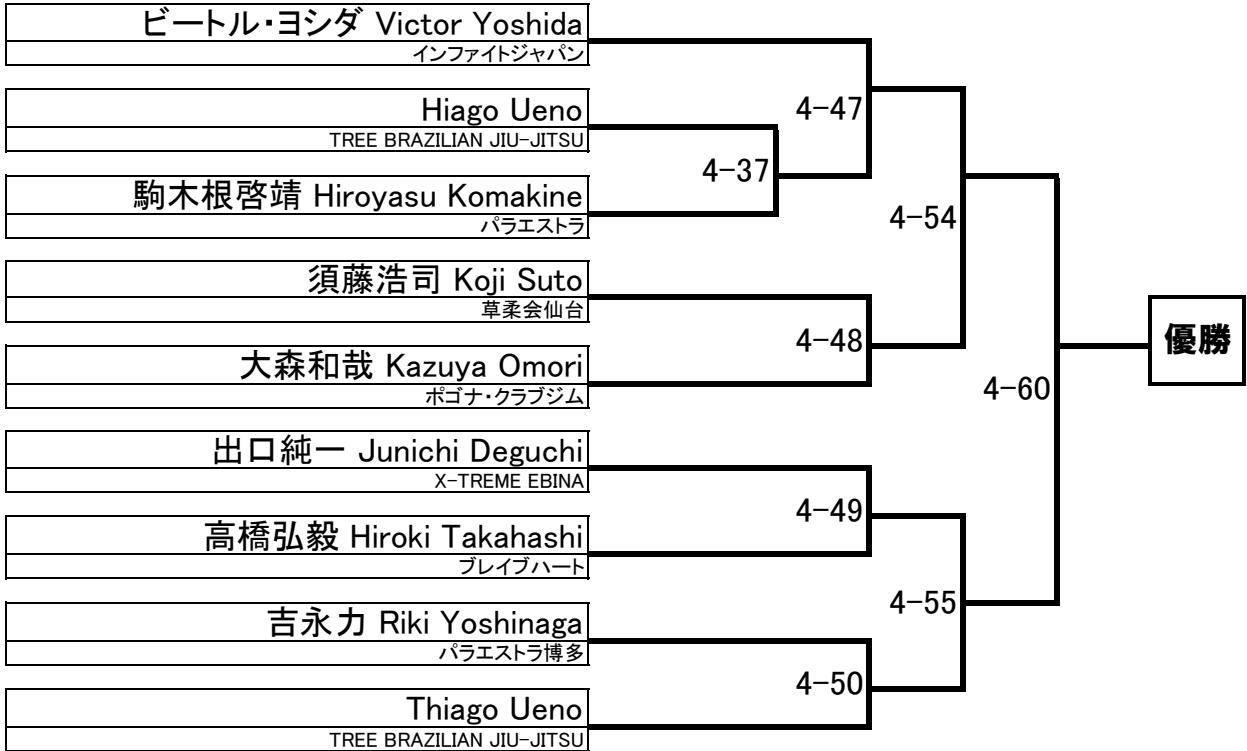 ビートル・ヨシダ Victor Yoshida
インファイトジャパン
Hiago Ueno
TREE BRAZILIAN JIU-JITSU
駒木根啓靖 Hiroyasu Komakine
パラエストラ
須藤浩司 Koji Suto
草柔会仙台
大森和哉 Kazuya Omori
ポゴナ・クラブジム
出口純一 Junichi Deguchi
X-TREME EBINA
高橋弘毅 Hiroki Takahashi
ブレイブハート
吉永力 Riki Yoshinaga
パラエストラ博多
Thiago Ueno
TREE BRAZILIAN JIU-JITSU
4-37
4-47
4-48
4-49
4-50
4-54
4-55
4-60
優勝